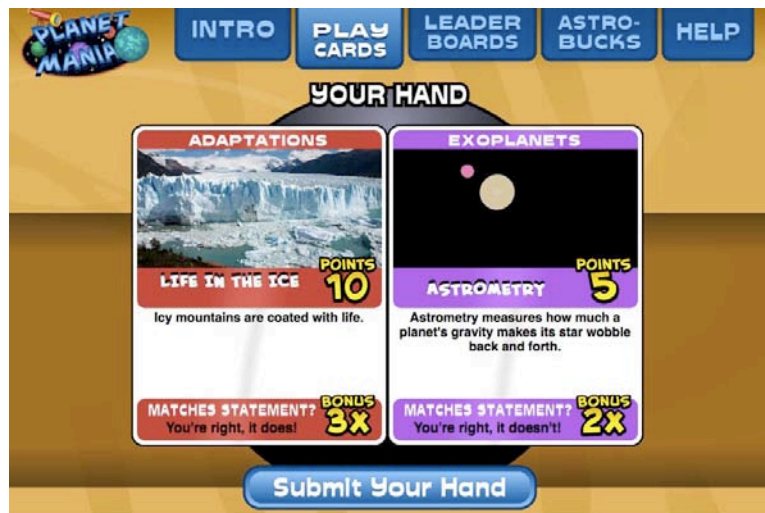 PLANET MANIA
INTRO
PLAY CARDS
LEADER BOARDS
ASTRO-BUCKS
HELP
YOUR HAND
ADAPTATIONS
LIFE IN THE ICE
POINTS
10
Icy mountains are coated with life.
MATCHES STATEMENT?
You're right, it does!
BONUS
3X
EXOPLANETS
ASTROMETRY
POINTS
5
Astrometry measures how much a
planet's gravity makes its star wobble
back and forth.
MATCHES STATEMENT?
You're right, it doesn't!
BONUS
2X
Submit Your Hand